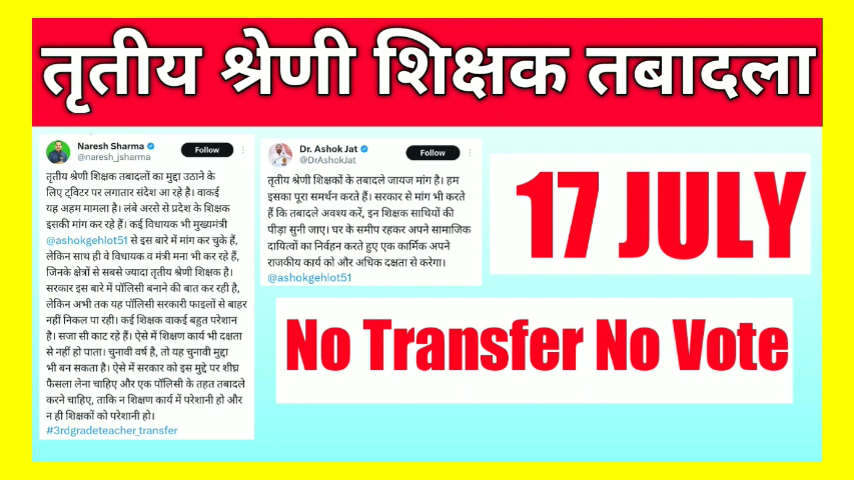 तृतीय श्रेणी शिक्षक तबादला
Naresh Sharma
Follow
@naresh_jsharma
तृतीय श्रेणी शिक्षक तबादलों का मुद्दा उठाने के
लिए ट्विटर पर लगातार संदेश आ रहे है। वाकई
यह अहम मामला है। लंबे अरसे से प्रदेश के शिक्षक
इसकी मांग कर रहे हैं। कई विधायक भी मुख्यमंत्री
@ashokgehlot51 से इस बारे में मांग कर चुके हैं,
लेकिन साथ ही वे विधायक व मंत्री मना भी कर रहे हैं,
जिनके क्षेत्रों से सबसे ज्यादा तृतीय श्रेणी शिक्षक है।
सरकार इस बारे में पॉलिसी बनाने की बात कर रही है,
लेकिन अभी तक यह पॉलिसी सरकारी फाइलों से बाहर
नहीं निकल पा रही। कई शिक्षक वाकई बहुत परेशान
है। सजा सी काट रहे हैं। ऐसे में शिक्षण कार्य भी दक्षता
से नहीं हो पाता। चुनावी वर्ष है, तो यह चुनावी मुद्दा
भी बन सकता है। ऐसे में सरकार को इस मुद्दे पर शीघ्र
फैसला लेना चाहिए और एक पॉलिसी के तहत तबादले
करने चाहिए, ताकि न शिक्षण कार्य में परेशानी हो और
न ही शिक्षकों को परेशानी हो।
#3rdgradeteacher_transfer
Dr. Ashok Jat
Follow
@DrAshokJat
तृतीय श्रेणी शिक्षकों के तबादले जायज मांग है। हम
इसका पूरा समर्थन करते हैं। सरकार से मांग भी करते
हैं कि तबादले अवश्य करें, इन शिक्षक साथियों की
पीड़ा सुनी जाए। घर के समीप रहकर अपने सामाजिक
दायित्वों का निर्वहन करते हुए एक कार्मिक अपने
राजकीय कार्य को और अधिक दक्षता से करेगा।
@ashokgehlot51
17 JULY
No Transfer No Vote